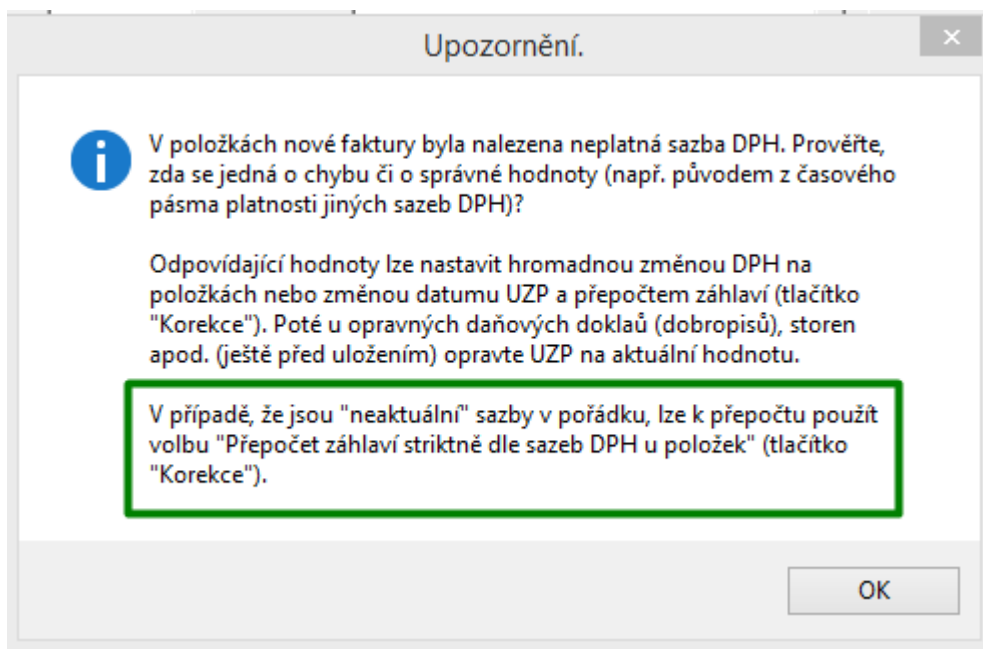 Upozornění.
V položkách nové faktury byla nalezena neplatná sazba DPH. Prověřte,
zda se jedná o chybu či o správné hodnoty (např. původem z časového
pásma platnosti jiných sazeb DPH)?
Odpovídající hodnoty lze nastavit hromadnou změnou DPH na
položkách nebo změnou datumu UZP a přepočtem záhlaví (tlačítko
"Korekce"). Poté u opravných daňových doklaů (dobropisů), storen
apod. (ještě před uložením) opravte UZP na aktuální hodnotu.
V případě, že jsou "neaktuální" sazby v pořádku, lze k přepočtu použít
volbu "Přepočet záhlaví striktně dle sazeb DPH u položek" (tlačítko
"Korekce").
OK